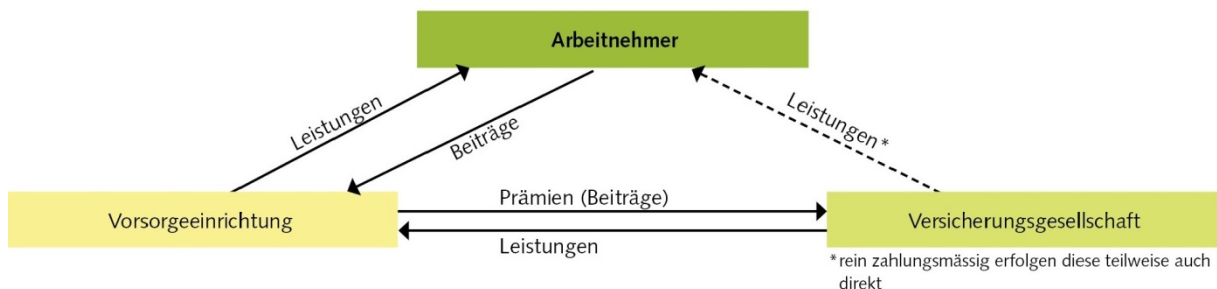 Arbeitnehmer
Leistungen
Beiträge
Leistungen*
Vorsorgeeinrichtung
Prämien (Beiträge)
Leistungen
Versicherungsgesellschaft
* rein zahlungsmässig erfolgen diese teilweise auch
direkt